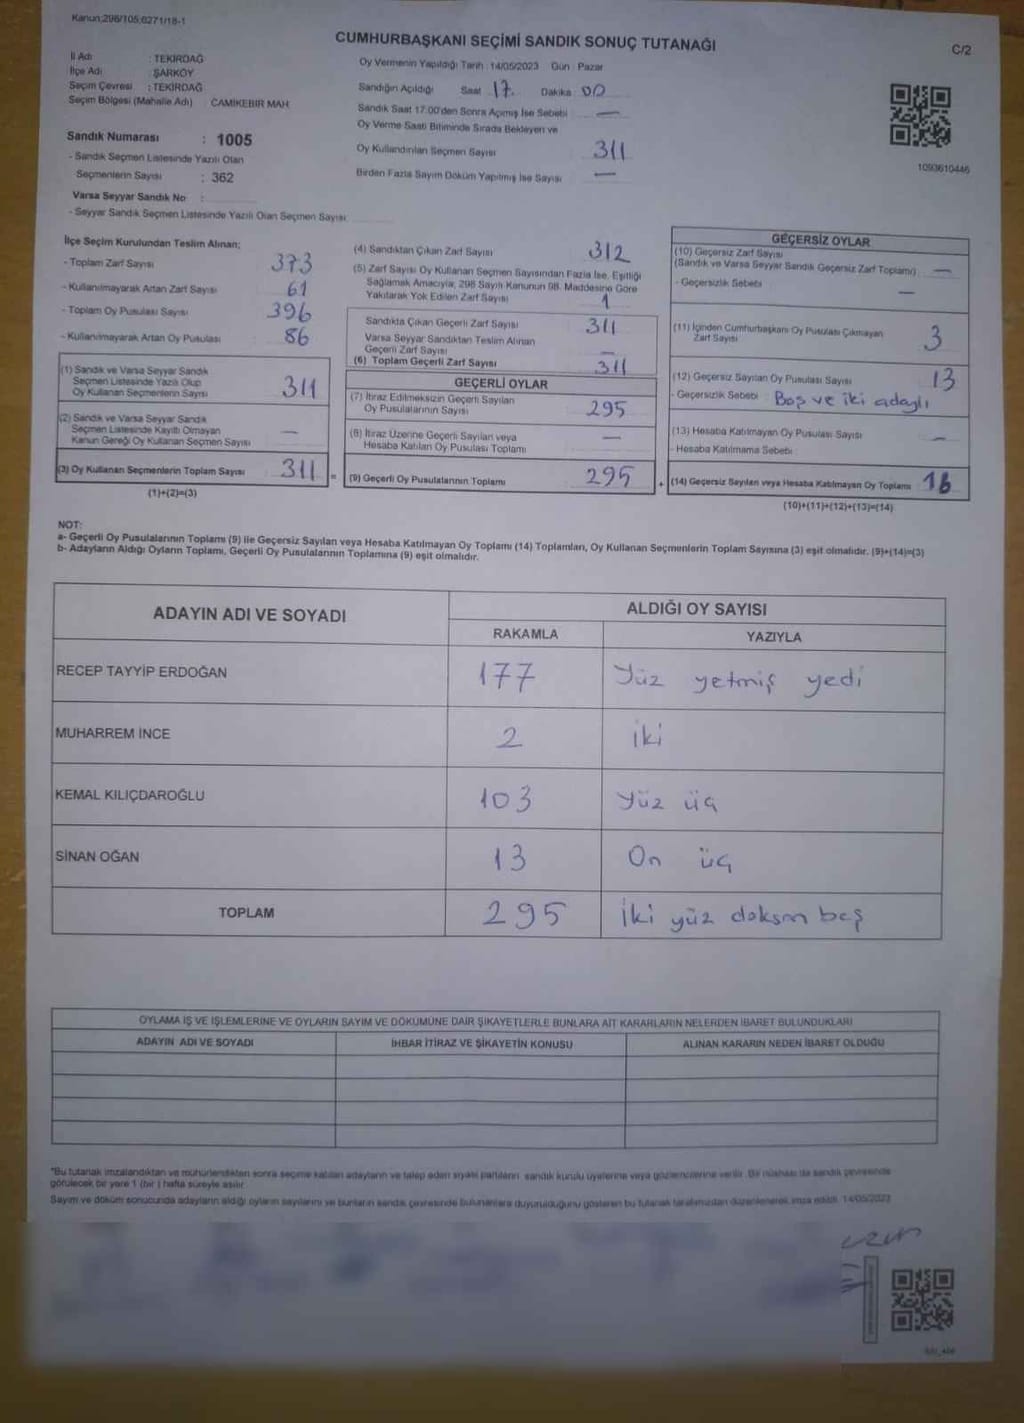 Kanun;298/105,6271/18-1
CUMHURBAŞKANI SEÇİMİ SANDIK SONUÇ TUTANAĞI
C/2
İl Adı : TEKİRDAĞ
İlçe Adı : ŞARKÖY
Seçim Çevresi : TEKİRDAĞ
Seçim Bölgesi (Mahalle Adı) : CAMİKEBİR MAH.
Sandık Numarası : 1005
- Sandık Seçmen Listesinde Yazılı Olan
Seçmenlerin Sayısı : 362
Varsa Seyyar Sandık No :
- Seyyar Sandık Seçmen Listesinde Yazılı Olan Seçmen Sayısı:
Oy Vermenin Yapıldığı Tarih : 14/05/2023 Gün : Pazar
Sandığın Açıldığı Saat 17. Dakika 00
Sandık Saat 17:00'den Sonra Açılmış İse Sebebi : —
Oy Verme Saati Bitiminde Sırada Bekleyen ve
Oy Kullandırılan Seçmen Sayısı 311
Birden Fazla Sayım Döküm Yapılmış İse Sayısı —
1093610446
İlçe Seçim Kurulundan Teslim Alınan;
- Toplam Zarf Sayısı 373
- Kullanılmayarak Artan Zarf Sayısı 61
- Toplam Oy Pusulası Sayısı 396
- Kullanılmayarak Artan Oy Pusulası 86
(1) Sandık ve Varsa Seyyar Sandık
Seçmen Listesinde Yazılı Olup
Oy Kullanan Seçmenlerin Sayısı 311
(2) Sandık ve Varsa Seyyar Sandık
Seçmen Listesinde Kayıtlı Olmayan
Kanun Gereği Oy Kullanan Seçmen Sayısı —
(3) Oy Kullanan Seçmenlerin Toplam Sayısı 311 =
(1)+(2)=(3)
(4) Sandıktan Çıkan Zarf Sayısı 312
(5) Zarf Sayısı Oy Kullanan Seçmen Sayısından Fazla İse, Eşitliği
Sağlamak Amacıyla, 298 Sayılı Kanunun 98. Maddesine Göre
Yakılarak Yok Edilen Zarf Sayısı 1
Sandıkta Çıkan Geçerli Zarf Sayısı 311
Varsa Seyyar Sandıktan Teslim Alınan
Geçerli Zarf Sayısı —
(6) Toplam Geçerli Zarf Sayısı 311
GEÇERLİ OYLAR
(7) İtiraz Edilmeksizin Geçerli Sayılan
Oy Pusulalarının Sayısı 295
(8) İtiraz Üzerine Geçerli Sayılan veya
Hesaba Katılan Oy Pusulası Toplamı —
(9) Geçerli Oy Pusulalarının Toplamı 295 +
GEÇERSİZ OYLAR
(10) Geçersiz Zarf Sayısı
(Sandık ve Varsa Seyyar Sandık Geçersiz Zarf Toplamı) —
- Geçersizlik Sebebi —
(11) İçinden Cumhurbaşkanı Oy Pusulası Çıkmayan
Zarf Sayısı 3
(12) Geçersiz Sayılan Oy Pusulası Sayısı 13
- Geçersizlik Sebebi : Boş ve iki adaylı
(13) Hesaba Katılmayan Oy Pusulası Sayısı —
- Hesaba Katılmama Sebebi :
(14) Geçersiz Sayılan veya Hesaba Katılmayan Oy Toplamı 16
(10)+(11)+(12)+(13)=(14)
NOT:
a- Geçerli Oy Pusulalarının Toplamı (9) ile Geçersiz Sayılan veya Hesaba Katılmayan Oy Toplamı (14) Toplamları, Oy Kullanan Seçmenlerin Toplam Sayısına (3) eşit olmalıdır. (9)+(14)=(3)
b- Adayların Aldığı Oyların Toplamı, Geçerli Oy Pusulalarının Toplamına (9) eşit olmalıdır.
ADAYIN ADI VE SOYADI
ALDIĞI OY SAYISI
RAKAMLA YAZIYLA
RECEP TAYYİP ERDOĞAN 177 Yüz yetmiş yedi
MUHARREM İNCE 2 iki
KEMAL KILIÇDAROĞLU 103 Yüz üç
SİNAN OĞAN 13 On üç
TOPLAM 295 İki yüz doksan beş
OYLAMA İŞ VE İŞLEMLERİNE VE OYLARIN SAYIM VE DÖKÜMÜNE DAİR ŞİKAYETLERLE BUNLARA AİT KARARLARIN NELERDEN İBARET BULUNDUKLARI
ADAYIN ADI VE SOYADI İHBAR İTİRAZ VE ŞİKAYETİN KONUSU ALINAN KARARIN NEDEN İBARET OLDUĞU
*Bu tutanak imzalandıktan ve mühürlendikten sonra seçime katılan adayların ve talep eden siyasi partilerin sandık kurulu üyelerine veya gözlemcilerine verilir. Bir nüshası da sandık çevresinde
görülecek bir yere 1 (bir ) hafta süreyle asılır.
Sayım ve döküm sonucunda adayların aldığı oyların sayılarını ve bunların sandık çevresinde bulunanlara duyurulduğunu gösteren bu tutanak tarafımızdan düzenlenerek imza edildi. 14/05/2023